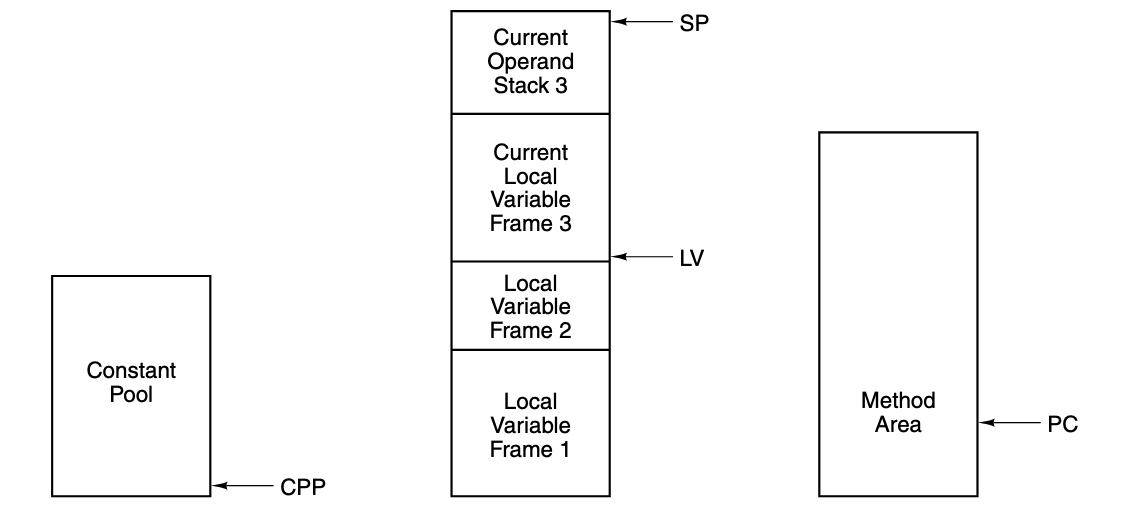 Current
Operand
Stack 3
SP
Current
Local
Variable
Frame 3
LV
Local
Variable
Frame 2
Constant
Pool
Local
Variable
Frame 1
Method
Area
PC
CPP